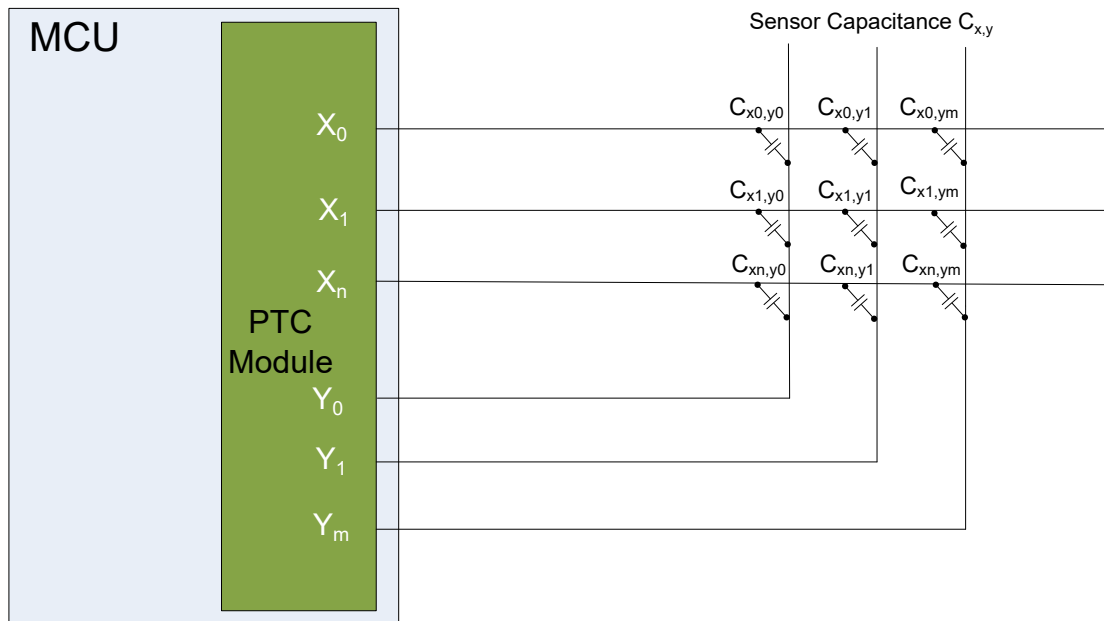 MCU
Sensor Capacitance Cx,y
X0
Cx0,y0 Cx0,y1 Cx0,ym
X1
Cx1,y0 Cx1,y1 Cx1,ym
Xn
Cxn,y0 Cxn,y1 Cxn,ym
PTC
Module
Y0
Y1
Ym